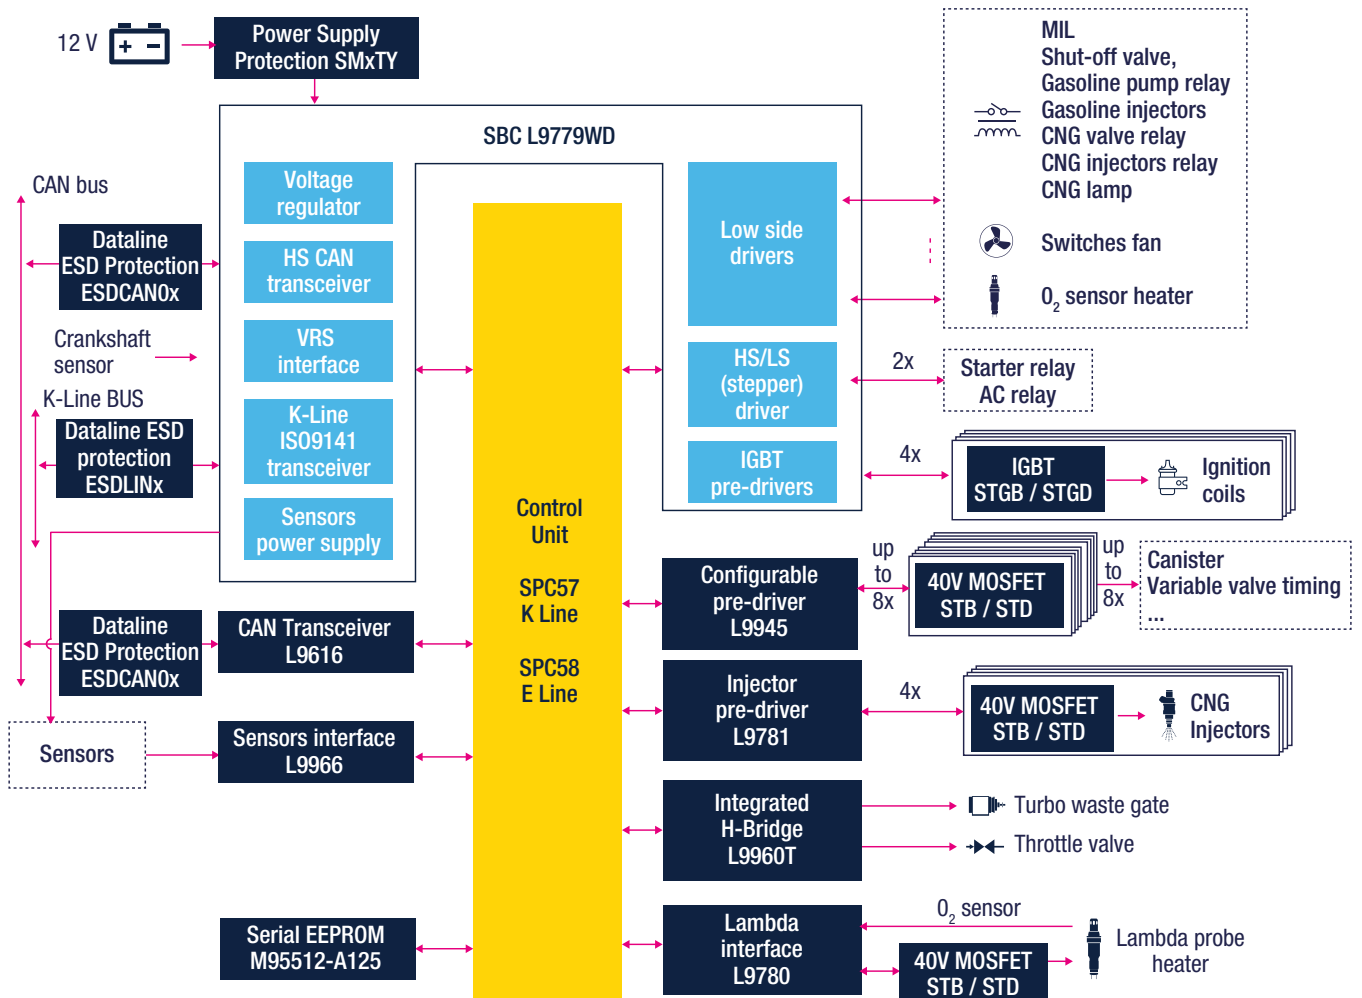 12 V
+ -
Power Supply
Protection SMxTY
MIL
Shut-off valve,
Gasoline pump relay
Gasoline injectors
CNG valve relay
CNG injectors relay
CNG lamp
Switches fan
O2 sensor heater
SBC L9779WD
Voltage
regulator
HS CAN
transceiver
VRS
interface
K-Line
ISO9141
transceiver
Sensors
power supply
Low side
drivers
HS/LS
(stepper)
driver
IGBT
pre-drivers
CAN bus
Dataline
ESD Protection
ESDCAN0x
Crankshaft
sensor
K-Line BUS
Dataline ESD
protection
ESDLINx
2x
Starter relay
AC relay
4x
IGBT
STGB / STGD
Ignition
coils
Control
Unit
SPC57
K Line
SPC58
E Line
Configurable
pre-driver
L9945
up
to
8x
40V MOSFET
STB / STD
up
to
8x
Canister
Variable valve timing
...
Dataline
ESD Protection
ESDCAN0x
CAN Transceiver
L9616
Injector
pre-driver
L9781
4x
40V MOSFET
STB / STD
CNG
Injectors
Sensors
Sensors interface
L9966
Integrated
H-Bridge
L9960T
Turbo waste gate
Throttle valve
Serial EEPROM
M95512-A125
Lambda
interface
L9780
O2 sensor
40V MOSFET
STB / STD
Lambda probe
heater